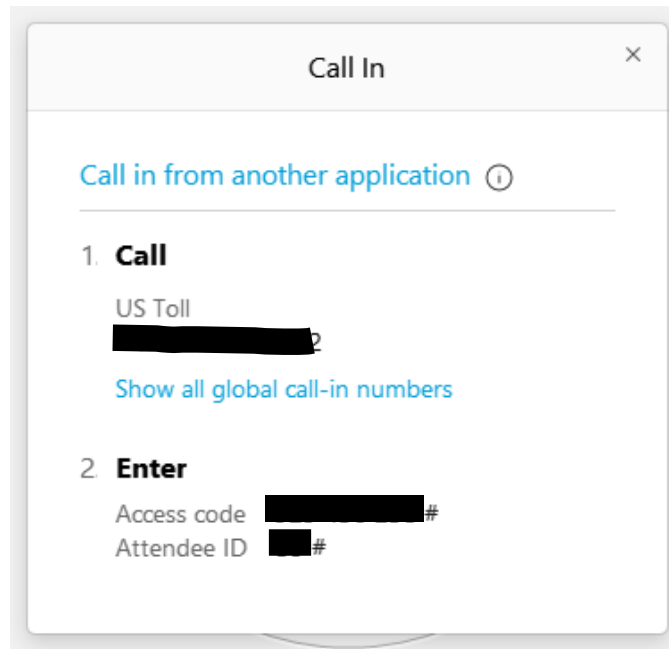 Call In
Call in from another application
1. Call
US Toll
2
Show all global call-in numbers
2. Enter
Access code #
Attendee ID #